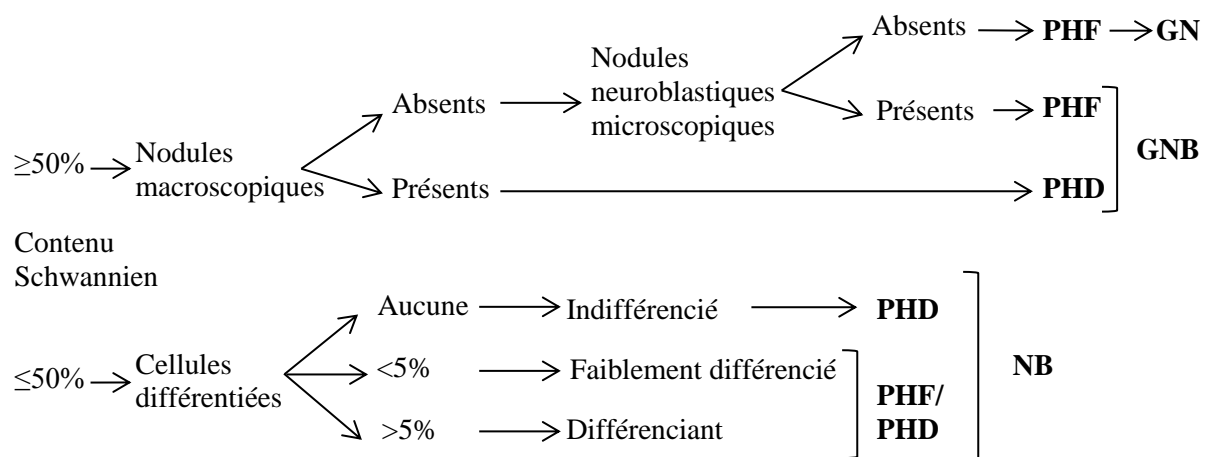 Absents
PHF
GN
Nodules
neuroblastiques
microscopiques
Absents
Présents
PHF
GNB
≥50%
Nodules
macroscopiques
Présents
PHD
Contenu
Schwannien
Aucune
Indifférencié
PHD
≤50%
Cellules
différentiées
<5%
Faiblement différencié
NB
PHF/
PHD
>5%
Différenciant